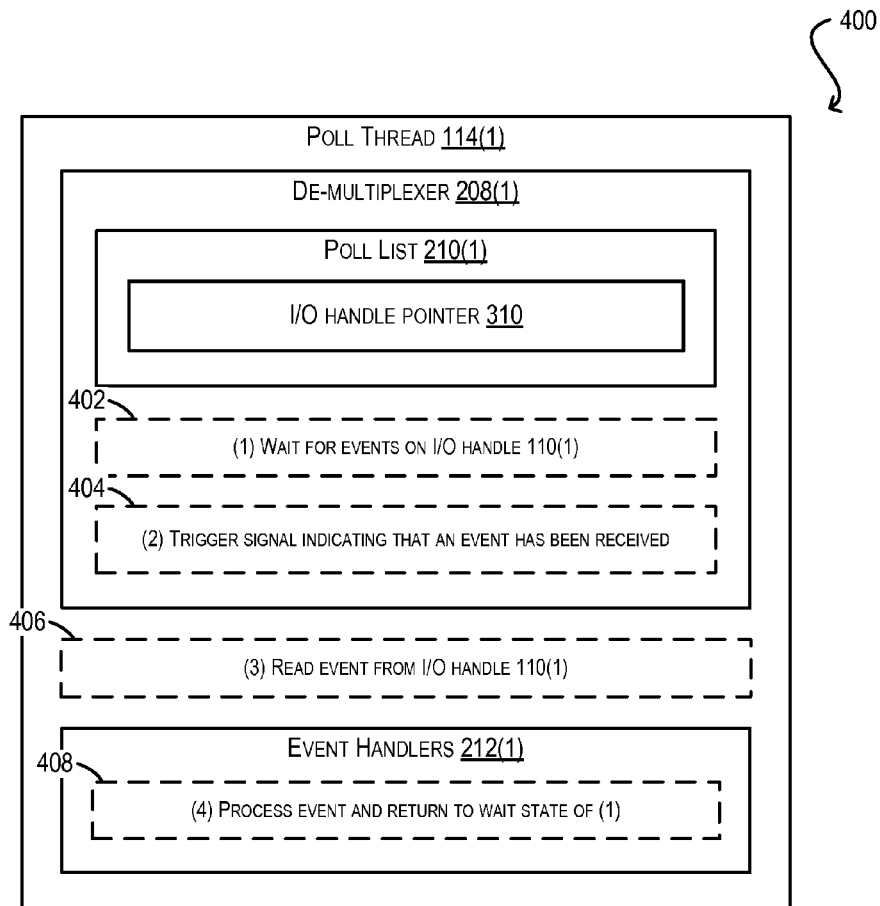 400
POLL THREAD 114(1)
DE-MULTIPLEXER 208(1)
POLL LIST 210(1)
I/O HANDLE POINTER 310
402
(1) WAIT FOR EVENTS ON I/O HANDLE 110(1)
404
(2) TRIGGER SIGNAL INDICATING THAT AN EVENT HAS BEEN RECEIVED
406
(3) READ EVENT FROM I/O HANDLE 110(1)
EVENT HANDLERS 212(1)
408
(4) PROCESS EVENT AND RETURN TO WAIT STATE OF (1)